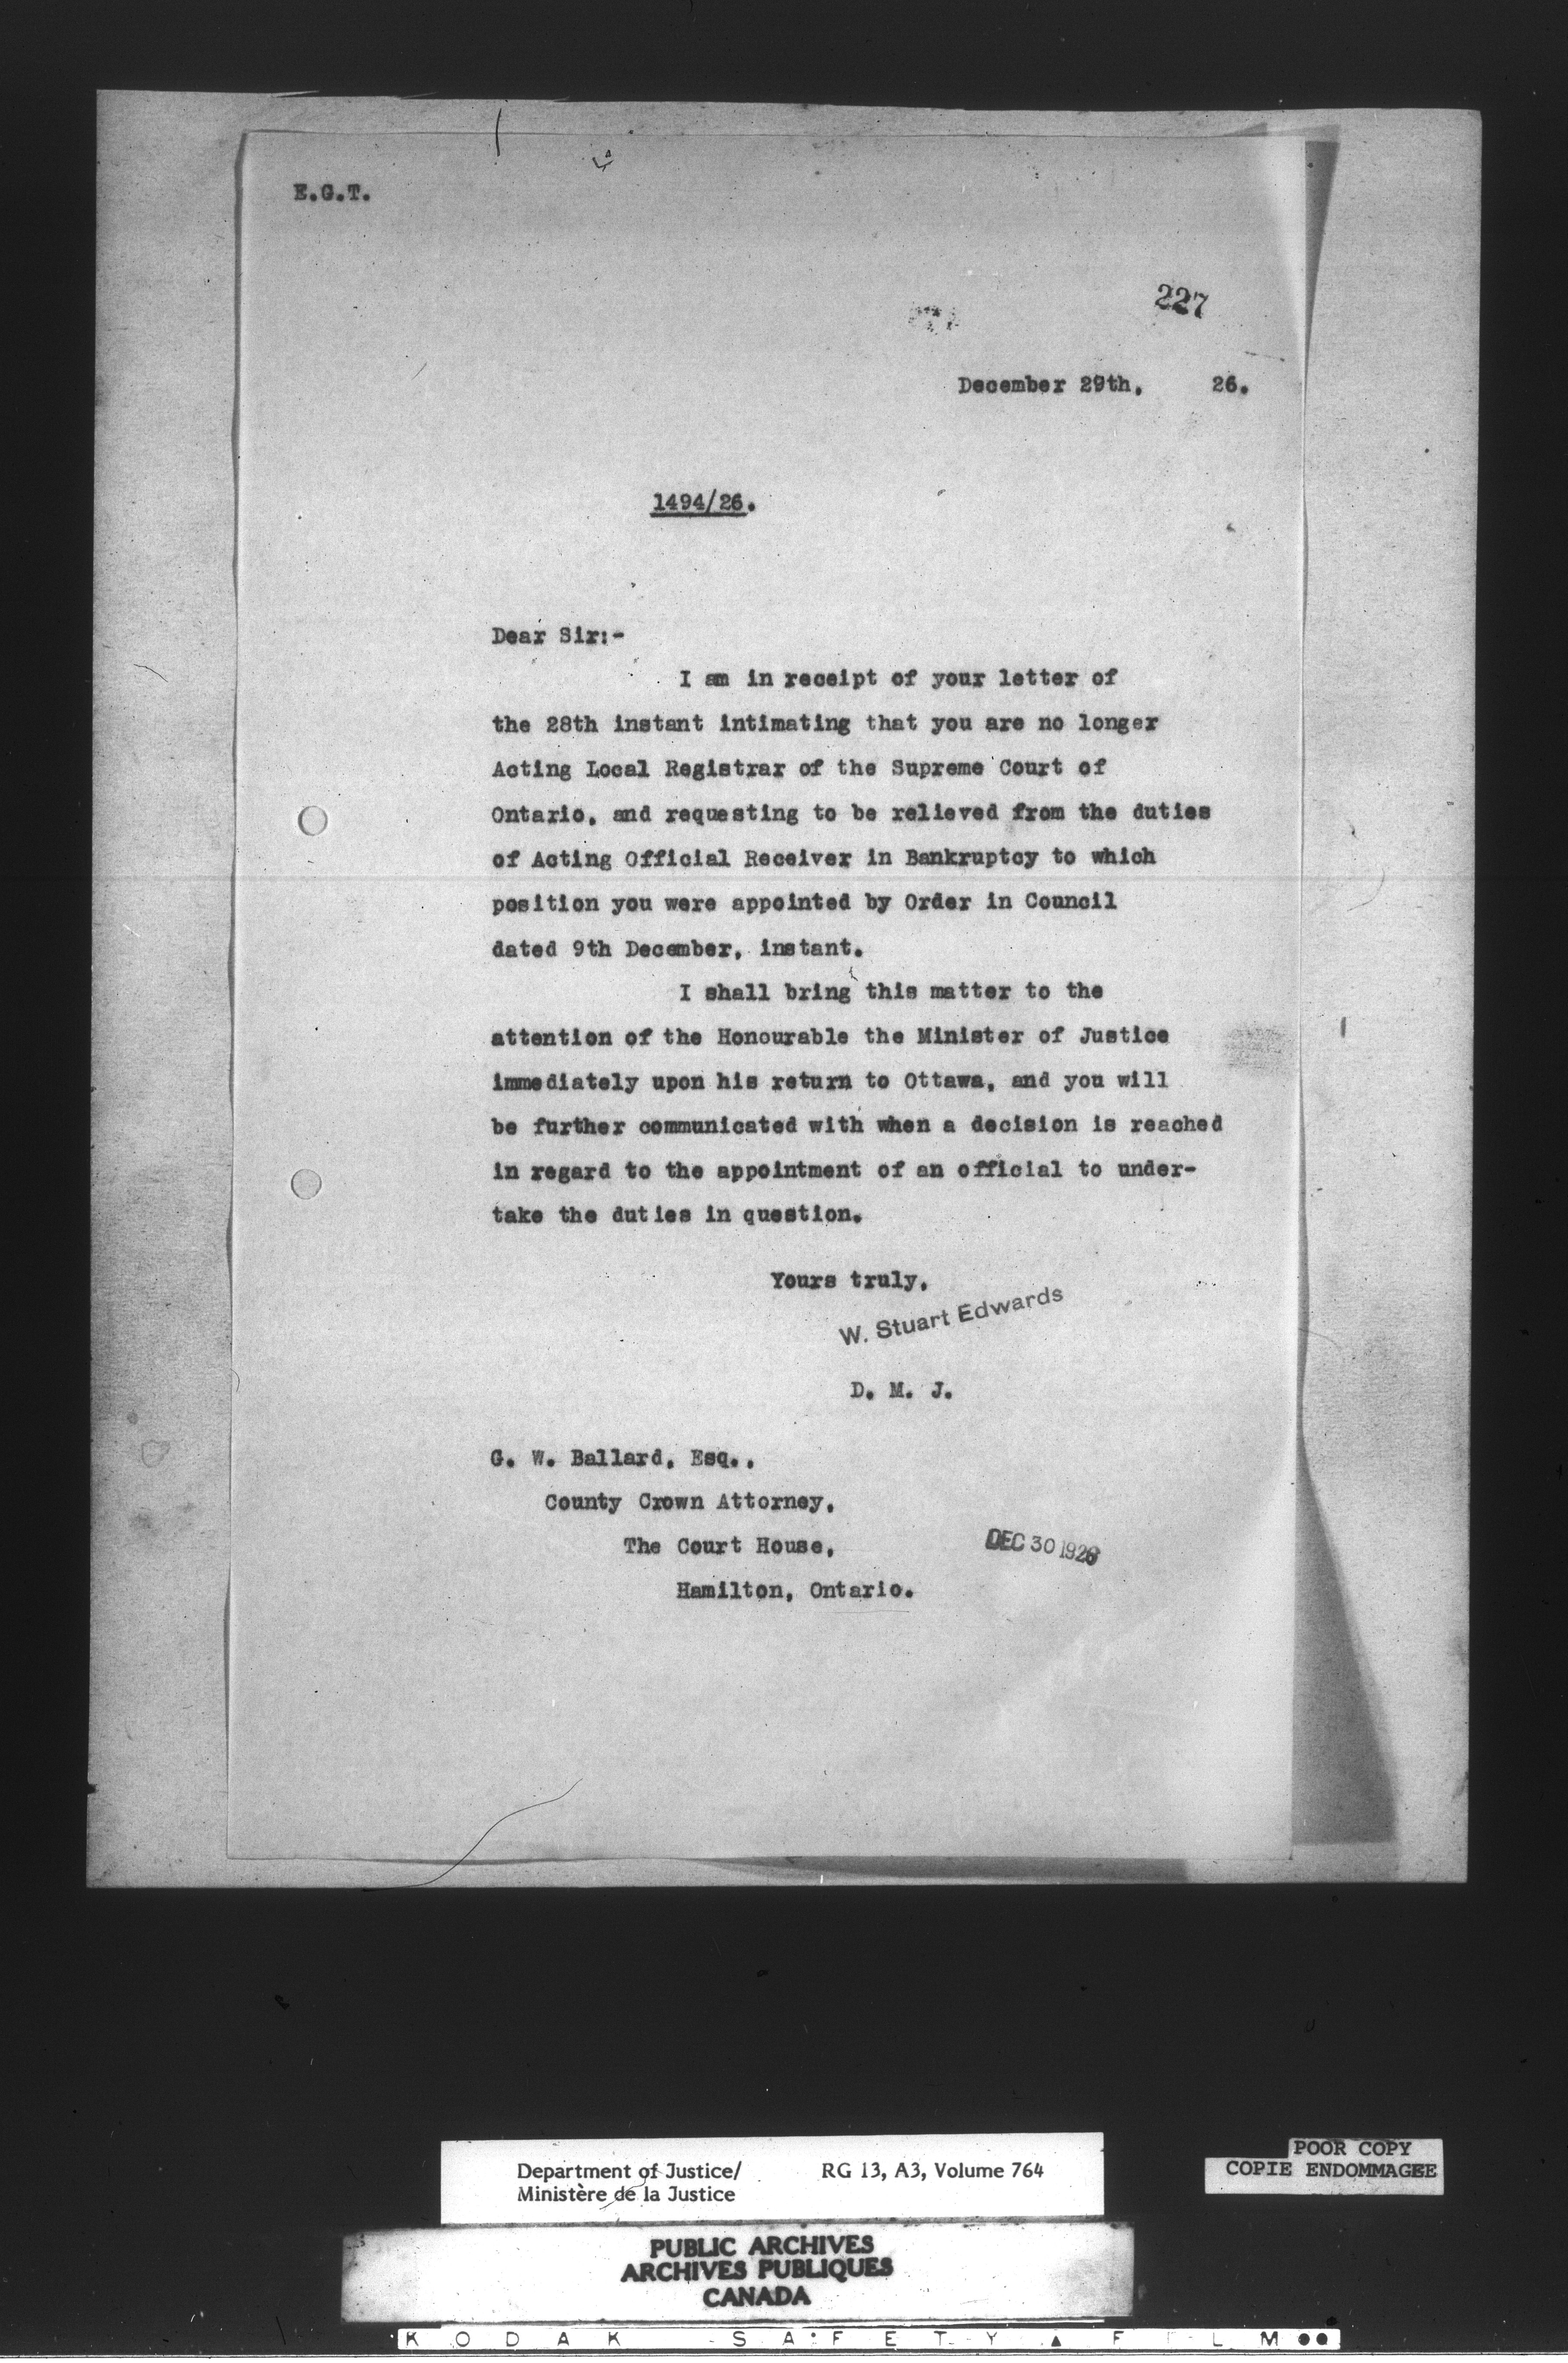 E.G.T.
227
December 29th, 26.
1494/26.
Dear Sir:-
I am in receipt of your letter of
the 28th instant intimating that you are no longer
Acting Local Registrar of the Supreme Court of
Ontario, and requesting to be relieved from the duties
of Acting Official Receiver in Bankruptcy to which
position you were appointed by Order in Council
dated 9th December, instant.
I shall bring this matter to the
attention of the Honourable the Minister of Justice
immediately upon his return to Ottawa, and you will
be further communicated with when a decision is reached
in regard to the appointment of an official to under-
take the duties in question.
Yours truly,
W. Stuart Edwards
D. M. J.
G. W. Ballard, Esq.,
County Crown Attorney,
The Court House,
DEC 30 1926
Hamilton, Ontario.
Department of Justice/ RG 13, A3, Volume 764
Ministère de la Justice
POOR COPY
COPIE ENDOMMAGEE
PUBLIC ARCHIVES
ARCHIVES PUBLIQUES
CANADA
KODAK SAFETY FILM